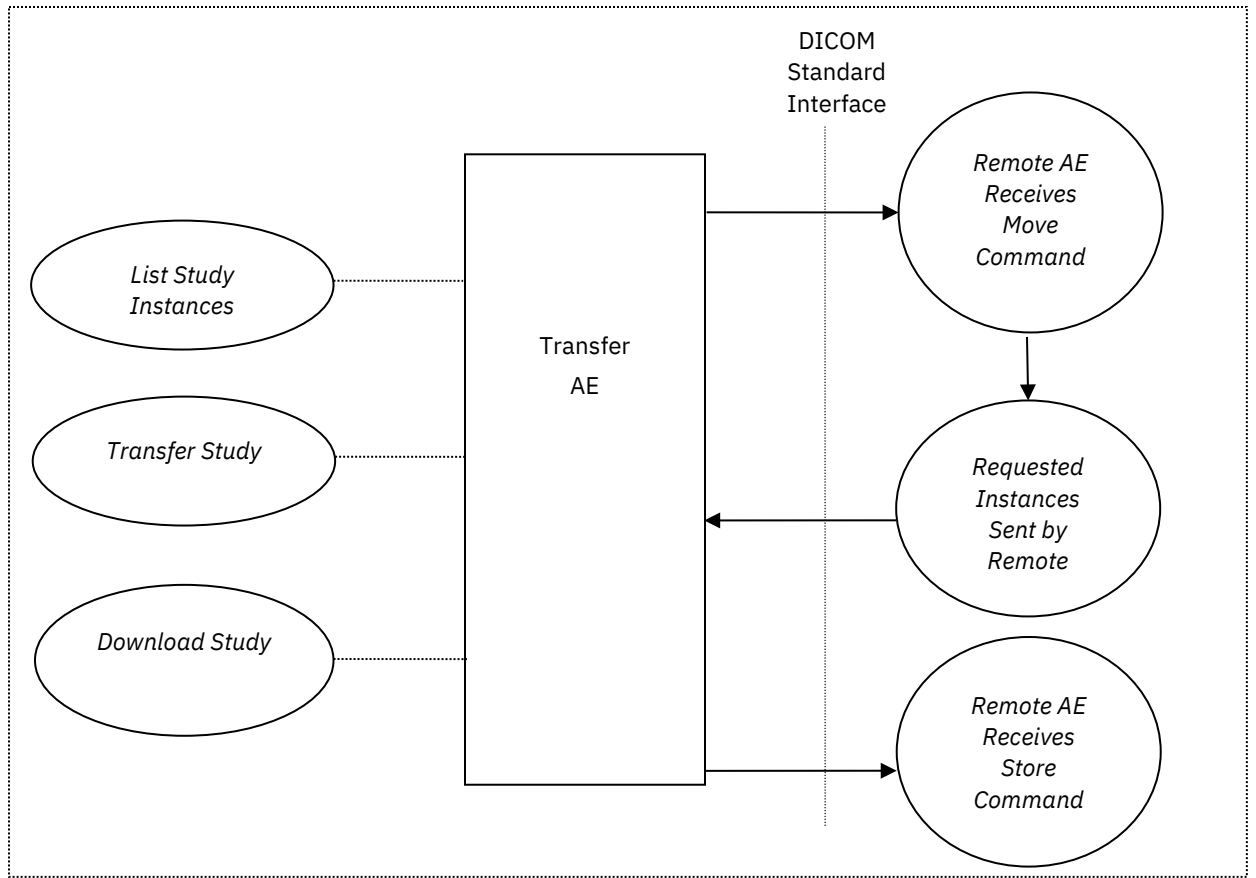 DICOM
Standard
Interface
Remote AE
Receives
Move
Command
List Study
Instances
Transfer
AE
Transfer Study
Requested
Instances
Sent by
Remote
Download Study
Remote AE
Receives
Store
Command